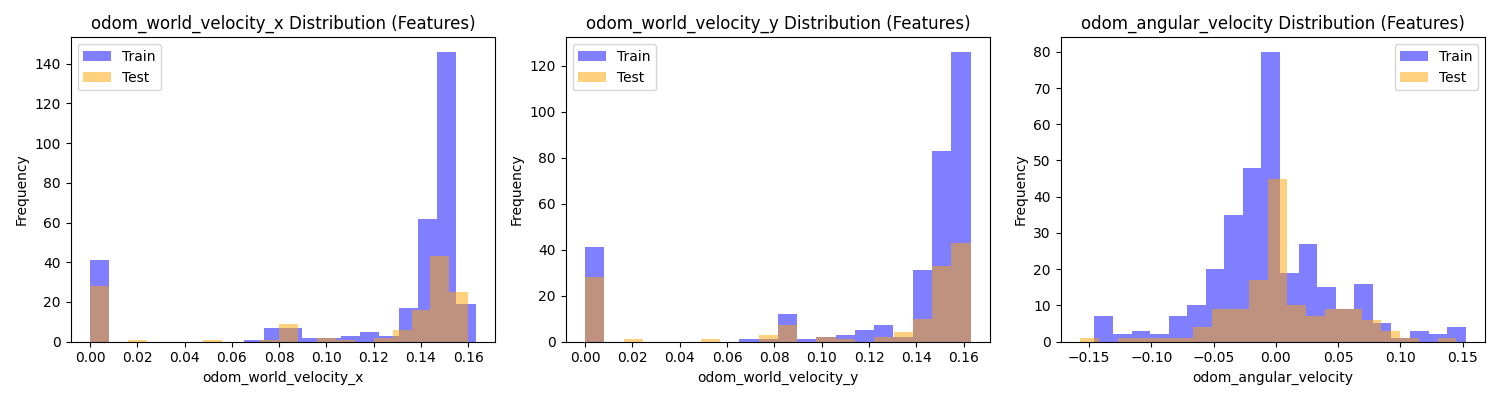 odom_world_velocity_x Distribution (Features)
140
120
100
80
60
40
20
0
Frequency
Train
Test
0.00 0.02 0.04 0.06 0.08 0.10 0.12 0.14 0.16
odom_world_velocity_x
odom_world_velocity_y Distribution (Features)
120
100
80
60
40
20
0
Frequency
Train
Test
0.00 0.02 0.04 0.06 0.08 0.10 0.12 0.14 0.16
odom_world_velocity_y
odom_angular_velocity Distribution (Features)
80
70
60
50
40
30
20
10
0
Frequency
Train
Test
−0.15 −0.10 −0.05 0.00 0.05 0.10 0.15
odom_angular_velocity